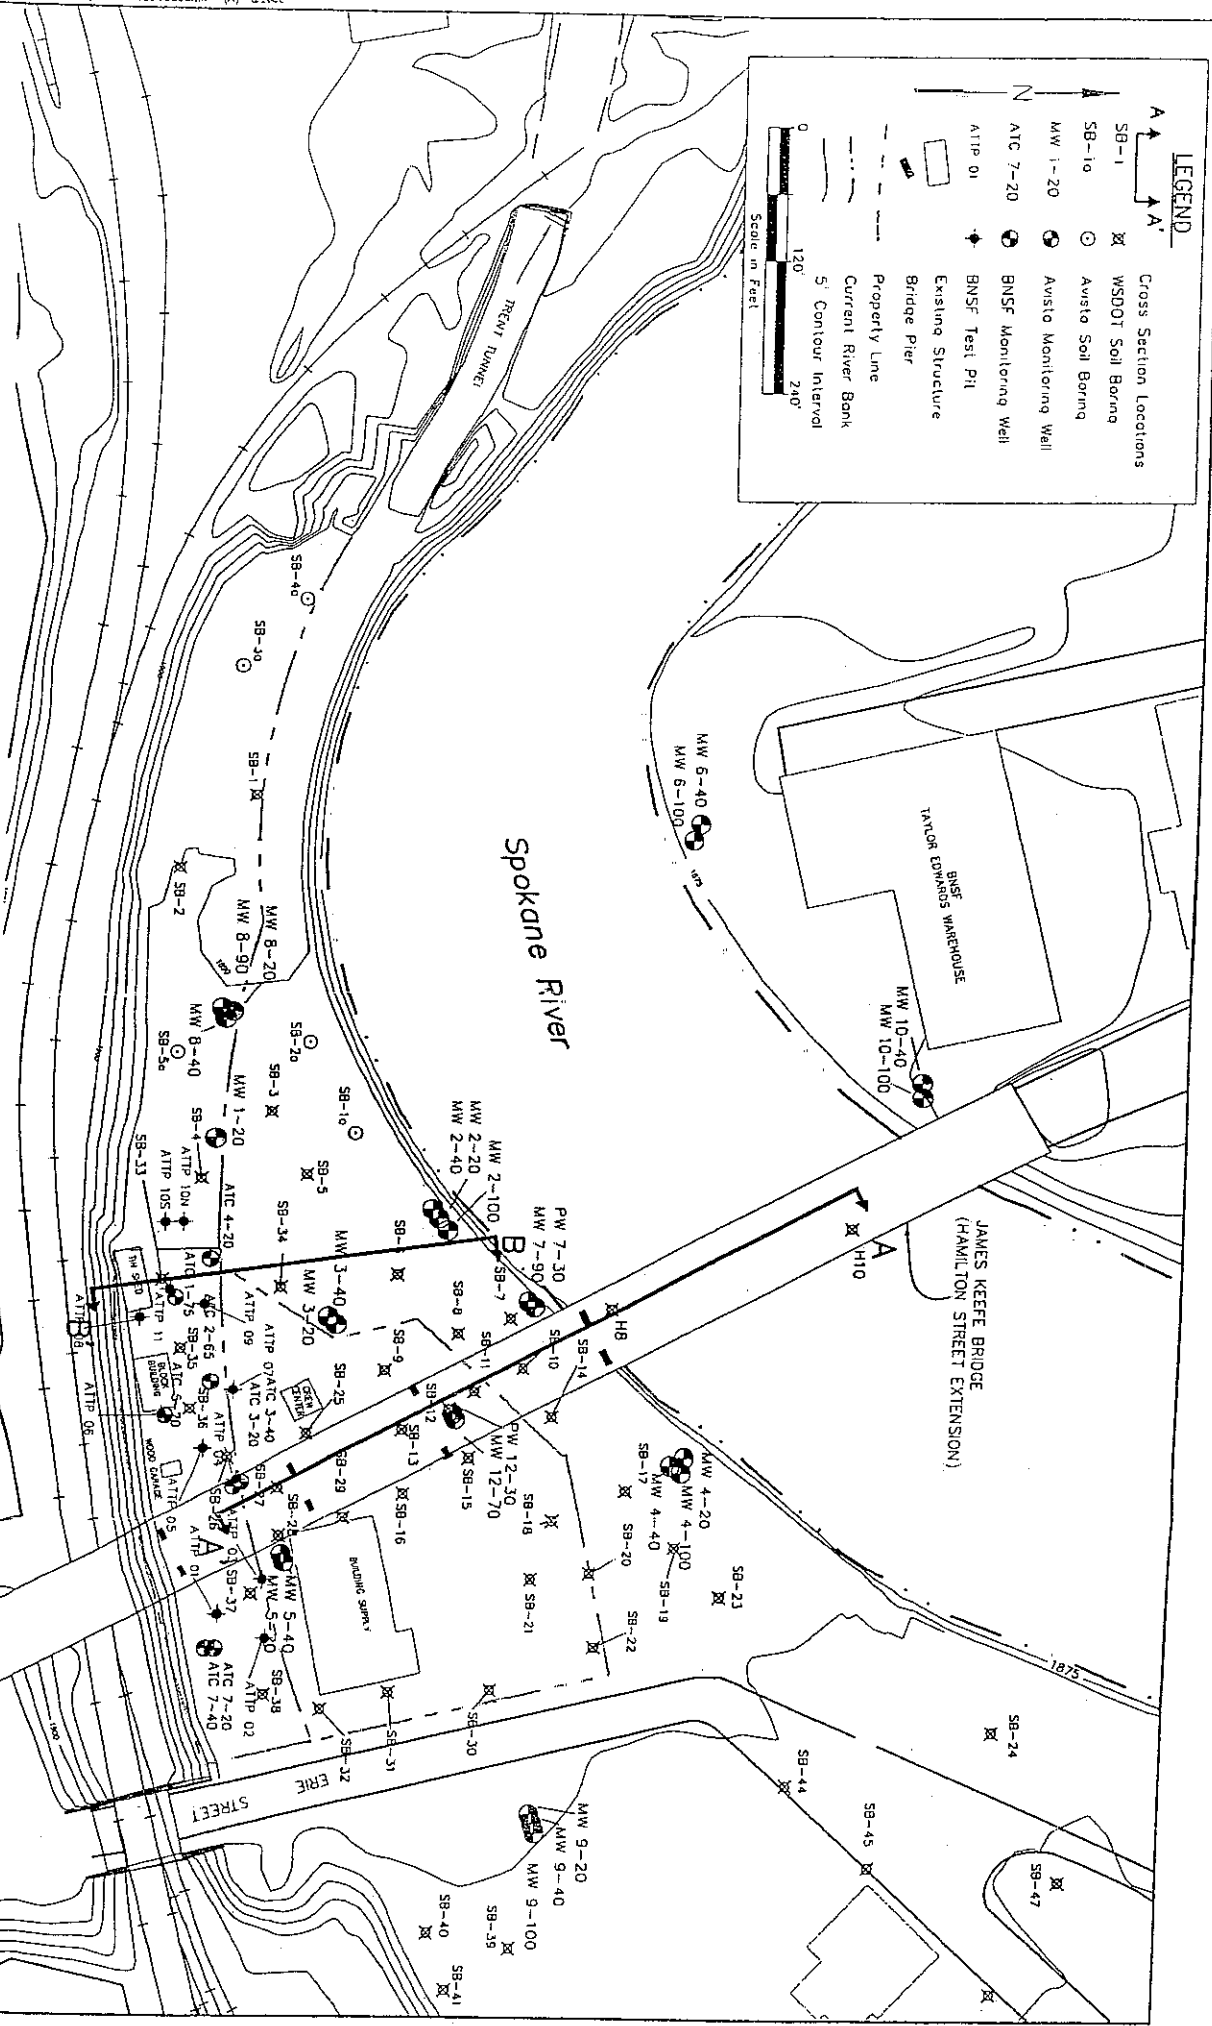 LEGEND
A A'
Cross Section Locations
SB-1 WSDOT Soil Boring
SB-1a Avista Soil Boring
MW 1-20 Avista Monitoring Well
ATC 7-20 BNSF Monitoring Well
ATTP 01 BNSF Test Pit
Existing Structure
Bridge Pier
Property Line
Current River Bank
5' Contour Interval
N
0 120' 240'
Scale in Feet
TRENT TUNNEL
Spokane River
BNSF
TAYLOR EDWARDS WAREHOUSE
JAMES KEEFE BRIDGE
(HAMILTON STREET EXTENSION)
MW 6-40
MW 6-100
1875
MW 10-40
MW 10-100
A
H10
H8
SB-4a
SB-3a
SB-1
SB-2
MW 8-20
MW 8-90
1890
MW 8-40
SB-5a
SB-2a
SB-3
SB-1a
MW 1-20
SB-4
SB-5
MW 2-100
MW 2-20
MW 2-40
B
PW 7-30
MW 7-90
SB-7
SB-8
SB-9
SB-10
SB-11
SB-12
SB-13
SB-14
SB-15
SB-16
PW 12-30
MW 12-70
SB-33
ATTP 10S
ATTP 10N
ATC 4-20
SB-34
MW 3-40
MW 3-20
ATC 1-75
ATTP 11
ATC 2-65
ATTP 09
SB-35
ATTP 07
ATC 3-40
ATC 3-20
SB-25
CREW CENTER
BLOCK BUILDING
ATC 5-70
SB-36
ATTP 06
WOOD GARAGE
ATTP 05
SB-26
SB-27
SB-28
SB-29
ATTP 01
A'
SB-37
MW 5-40
MW 5-20
ATTP 02
SB-38
ATC 7-20
ATC 7-40
BUILDING SUPPLY
SB-17
SB-18
MW 4-20
MW 4-100
MW 4-40
SB-19
SB-20
SB-21
SB-22
SB-23
SB-24
1875
SB-30
SB-31
SB-32
ERIE
STREET
SB-44
SB-45
SB-47
MW 9-20
MW 9-40
MW 9-100
SB-39
SB-40
SB-41
1900